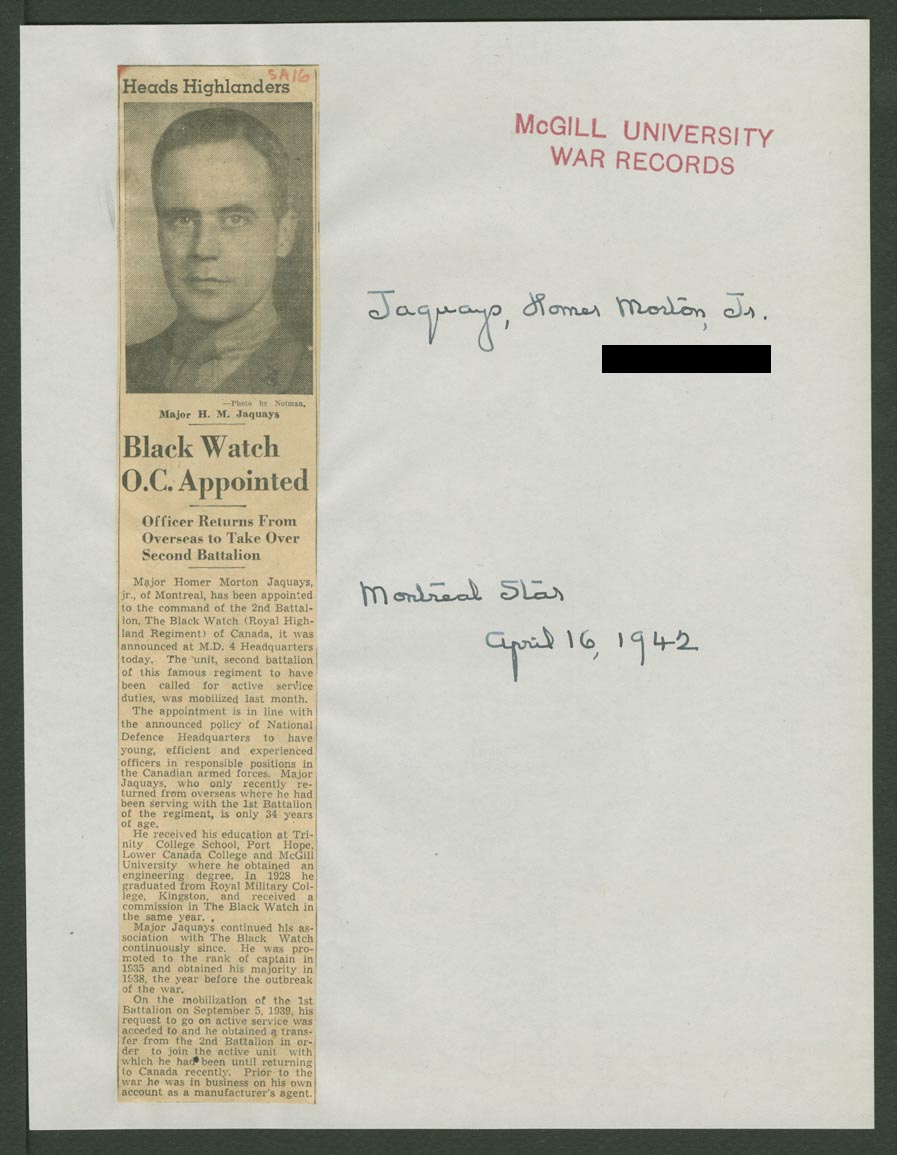 SA16
Heads Highlanders
McGILL UNIVERSITY
WAR RECORDS
Jaquays, Homer Morton, Jr.
—Photo by Notman.
Major H. M. Jaquays
Black Watch
O.C. Appointed
Officer Returns From
Overseas to Take Over
Second Battalion
Montreal Star
April 16, 1942
Major Homer Morton Jaquays,
jr., of Montreal, has been appointed
to the command of the 2nd Battal-
ion, The Black Watch (Royal High-
land Regiment) of Canada, it was
announced at M.D. 4 Headquarters
today. The unit, second battalion
of this famous regiment to have
been called for active service
duties, was mobilized last month.
The appointment is in line with
the announced policy of National
Defence Headquarters to have
young, efficient and experienced
officers in responsible positions in
the Canadian armed forces. Major
Jaquays, who only recently re-
turned from overseas where he had
been serving with the 1st Battalion
of the regiment, is only 34 years
of age.
He received his education at Tri-
nity College School, Port Hope,
Lower Canada College and McGill
University where he obtained an
engineering degree. In 1928 he
graduated from Royal Military Col-
lege, Kingston, and received a
commission in The Black Watch in
the same year.
Major Jaquays continued his as-
sociation with The Black Watch
continuously since. He was pro-
moted to the rank of captain in
1935 and obtained his majority in
1938, the year before the outbreak
of the war.
On the mobilization of the 1st
Battalion on September 5, 1939, his
request to go on active service was
acceded to and he obtained a trans-
fer from the 2nd Battalion in or-
der to join the active unit with
which he had been until returning
to Canada recently. Prior to the
war he was in business on his own
account as a manufacturer's agent.